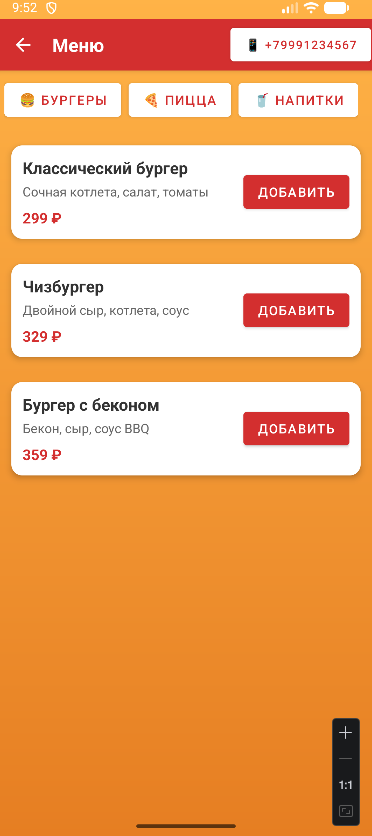 9:52
Меню
+79991234567
БУРГЕРЫ
ПИЦЦА
НАПИТКИ
Классический бургер
Сочная котлета, салат, томаты
299 ₽
ДОБАВИТЬ
Чизбургер
Двойной сыр, котлета, соус
329 ₽
ДОБАВИТЬ
Бургер с беконом
Бекон, сыр, соус BBQ
359 ₽
ДОБАВИТЬ
1:1